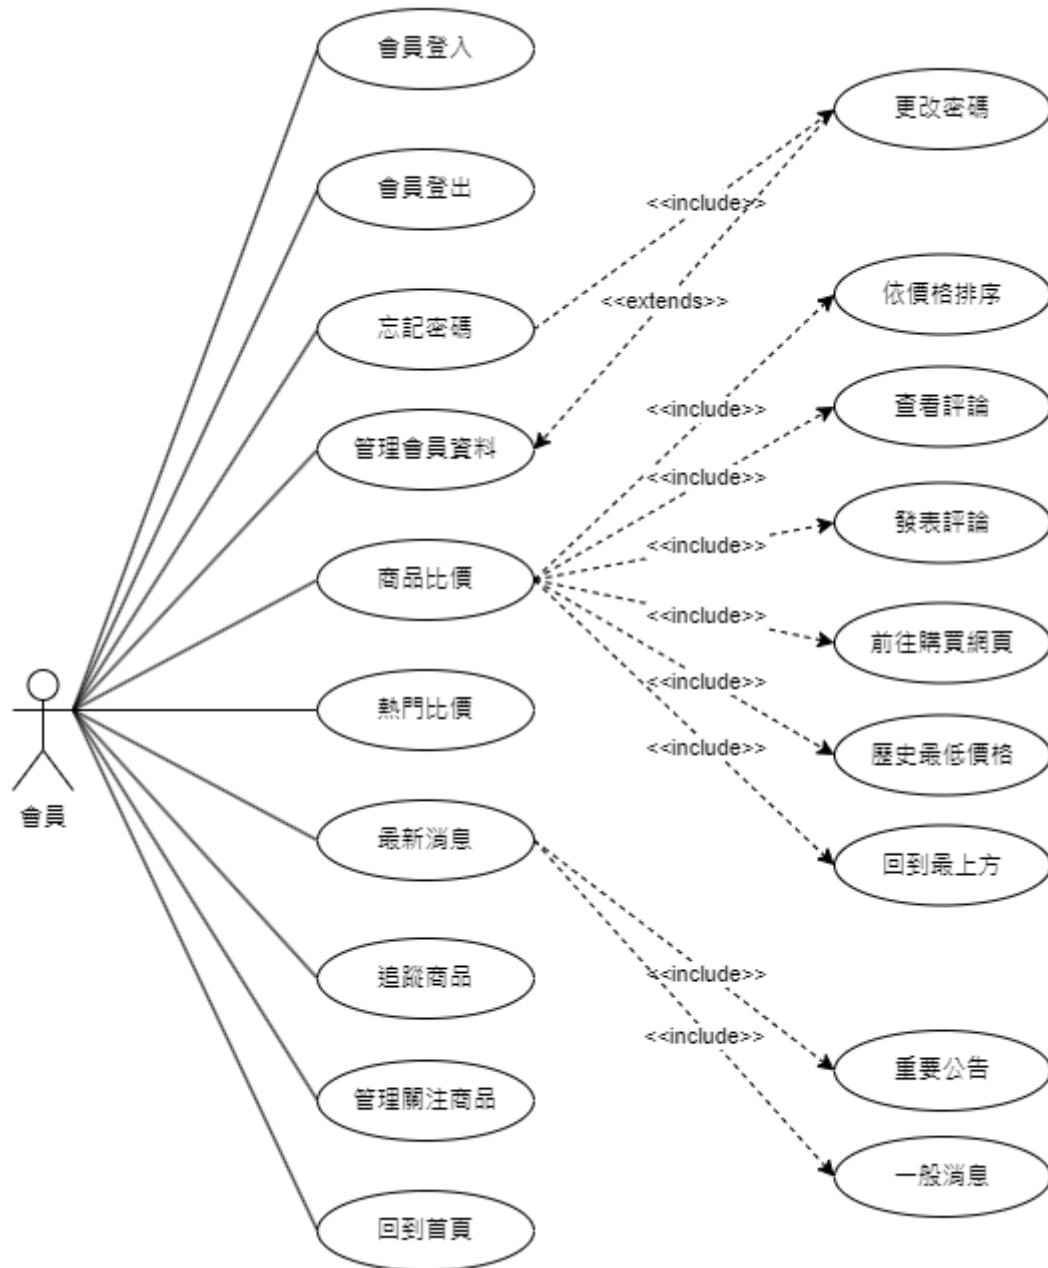 會員登入
更改密碼
會員登出
<<include>>
依價格排序
<<extends>>
忘記密碼
查看評論
<<include>>
管理會員資料
<<include>>
發表評論
<<include>>
商品比價
<<include>>
前往購買網頁
<<include>>
熱門比價
<<include>>
歷史最低價格
會員
最新消息
回到最上方
追蹤商品
<<include>>
<<include>>
重要公告
管理關注商品
一般消息
回到首頁